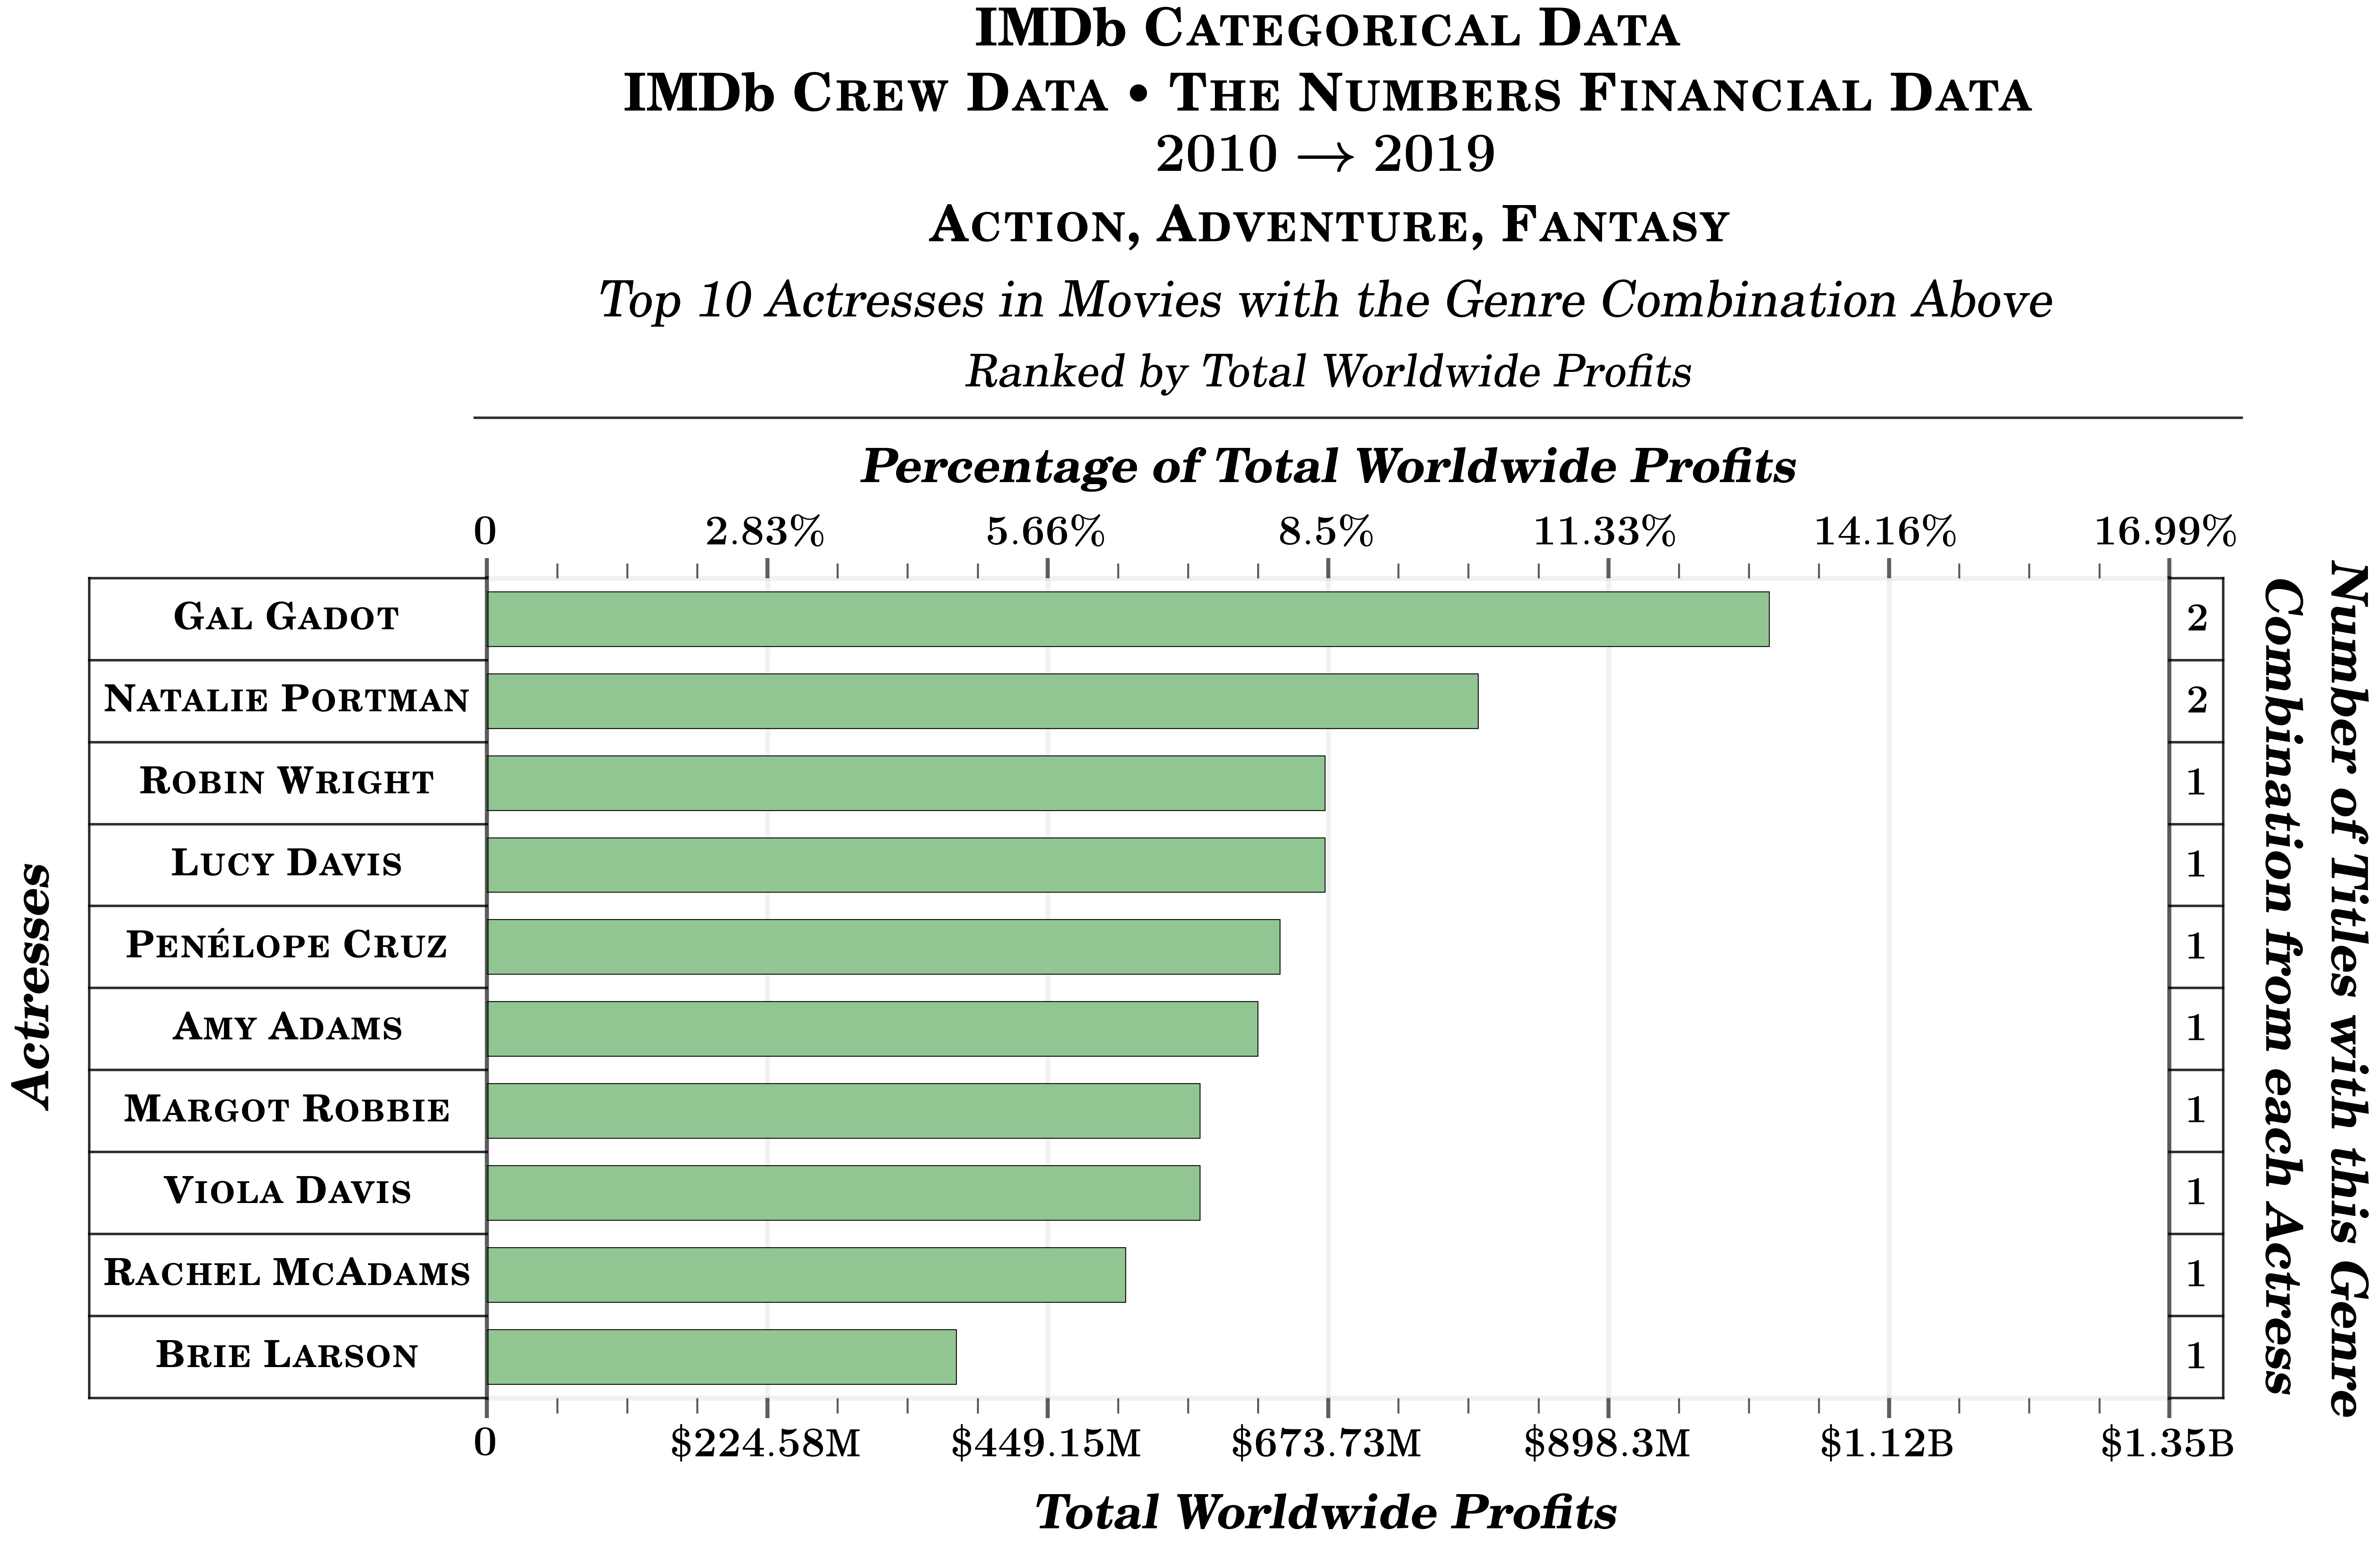 IMDb Categorical Data
IMDb Crew Data • The Numbers Financial Data
2010 → 2019
Action, Adventure, Fantasy
Top 10 Actresses in Movies with the Genre Combination Above
Ranked by Total Worldwide Profits
Percentage of Total Worldwide Profits
0 2.83% 5.66% 8.5% 11.33% 14.16% 16.99%
Actresses
Gal Gadot 2
Natalie Portman 2
Robin Wright 1
Lucy Davis 1
Penélope Cruz 1
Amy Adams 1
Margot Robbie 1
Viola Davis 1
Rachel McAdams 1
Brie Larson 1
Number of Titles with this Genre
Combination from each Actress
0 $224.58M $449.15M $673.73M $898.3M $1.12B $1.35B
Total Worldwide Profits